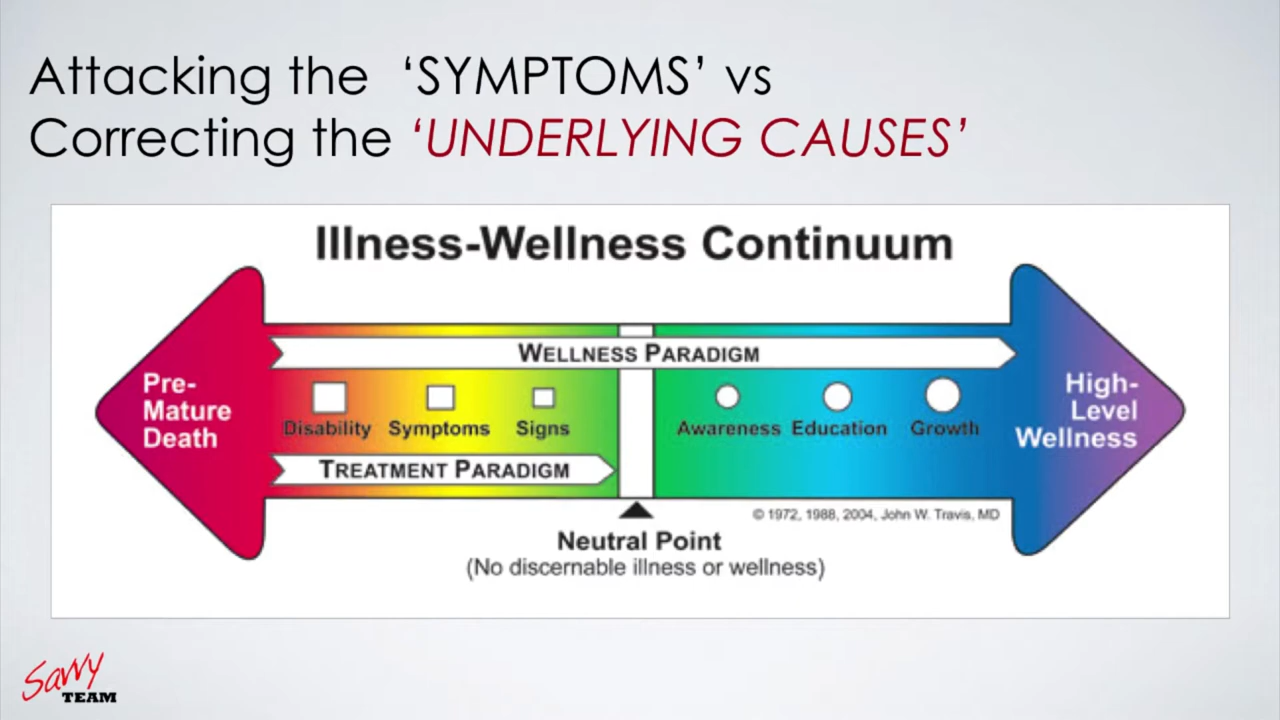 Attacking the ‘SYMPTOMS’ vs
Correcting the ‘UNDERLYING CAUSES’
Illness-Wellness Continuum
WELLNESS PARADIGM
Pre-
Mature
Death
Disability Symptoms Signs
Awareness Education Growth
High-
Level
Wellness
TREATMENT PARADIGM
© 1972, 1988, 2004, John W. Travis, MD
Neutral Point
(No discernable illness or wellness)
Savvy
TEAM